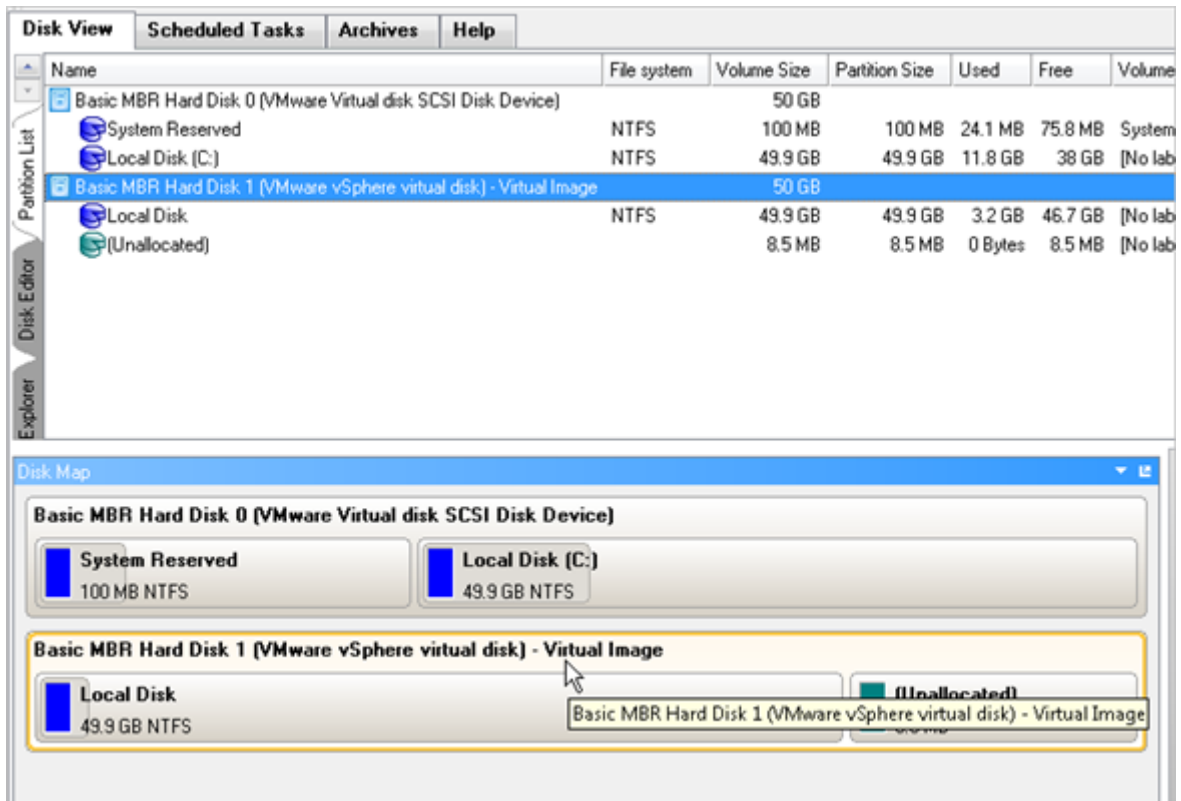 Disk View Scheduled Tasks Archives Help
Name File system Volume Size Partition Size Used Free Volume
Basic MBR Hard Disk 0 (VMware Virtual disk SCSI Disk Device) 50 GB
System Reserved NTFS 100 MB 100 MB 24.1 MB 75.8 MB System
Local Disk (C:) NTFS 49.9 GB 49.9 GB 11.8 GB 38 GB [No lab
Basic MBR Hard Disk 1 (VMware vSphere virtual disk) - Virtual Image 50 GB
Local Disk NTFS 49.9 GB 49.9 GB 3.2 GB 46.7 GB [No lab
(Unallocated) 8.5 MB 8.5 MB 0 Bytes 8.5 MB [No lab
Partition List
Disk Editor
Explorer
Disk Map
Basic MBR Hard Disk 0 (VMware Virtual disk SCSI Disk Device)
System Reserved Local Disk (C:)
100 MB NTFS 49.9 GB NTFS
Basic MBR Hard Disk 1 (VMware vSphere virtual disk) - Virtual Image
Local Disk (Unallocated)
Basic MBR Hard Disk 1 (VMware vSphere virtual disk) - Virtual Image
49.9 GB NTFS